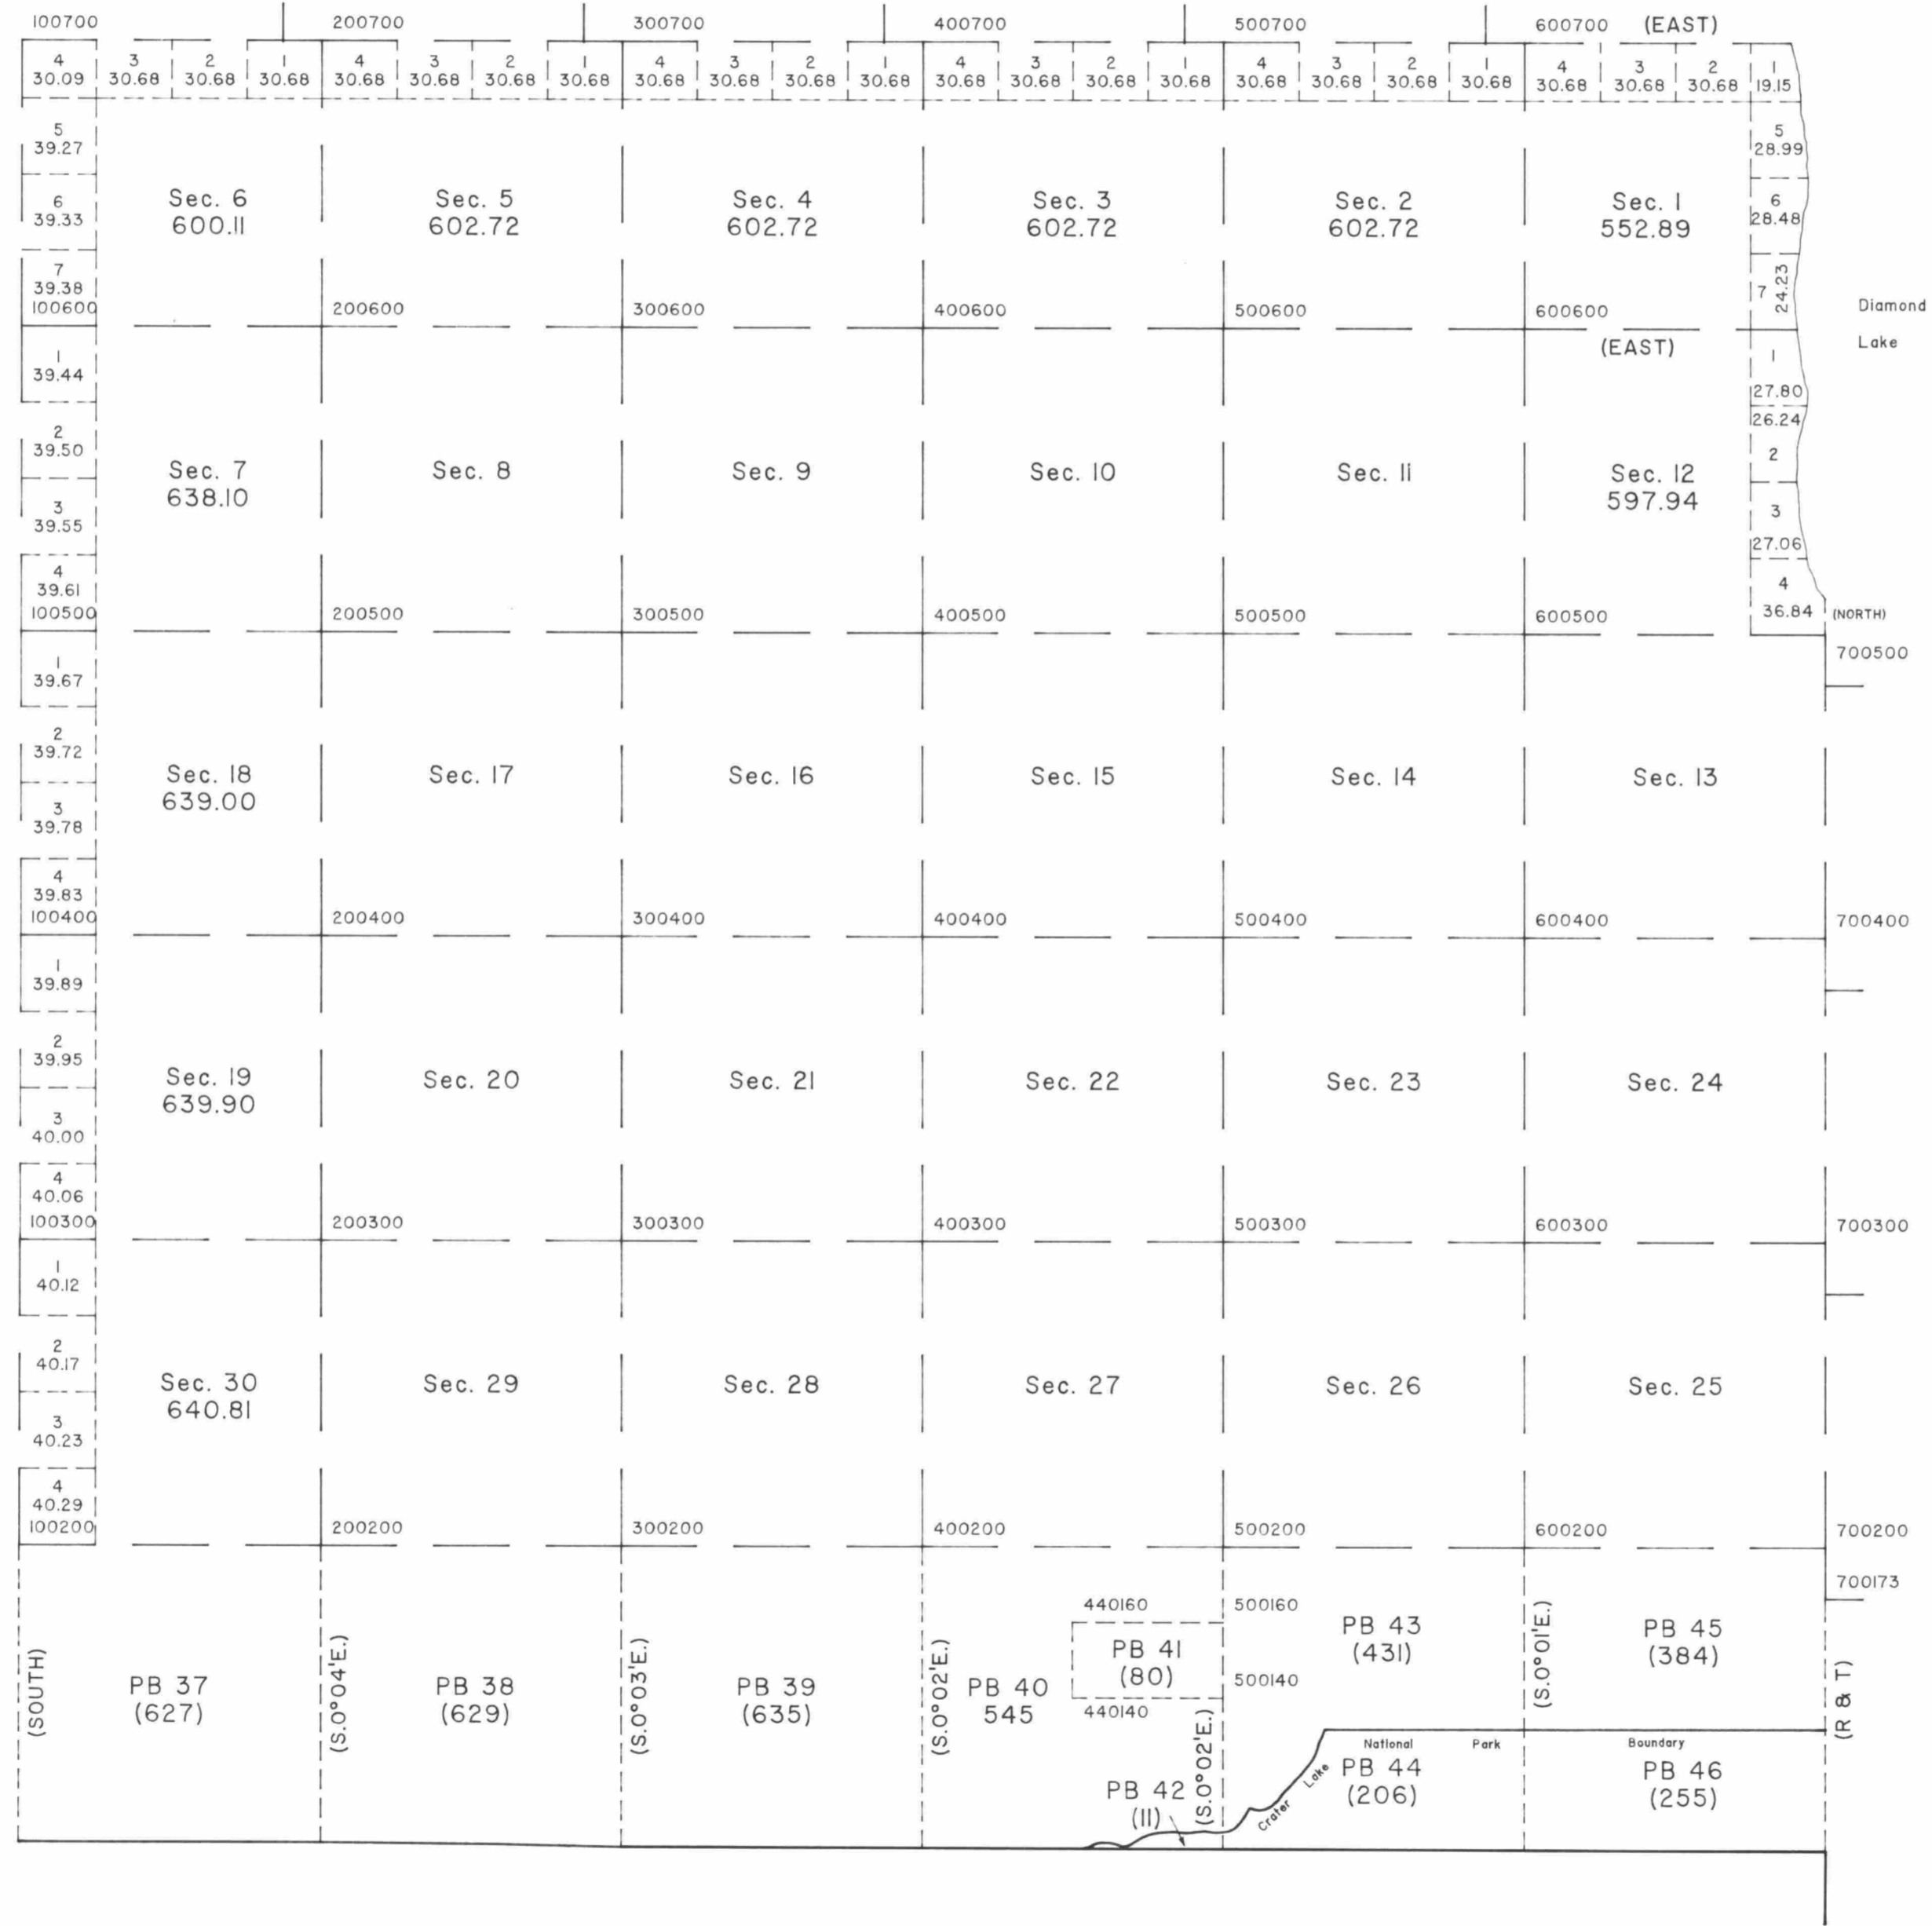 100700 200700 300700 400700 500700 600700 (EAST)
4 3 2 1 4 3 2 1 4 3 2 1 4 3 2 1 4 3 2 1 4 3 2 1
30.09 30.68 30.68 30.68 30.68 30.68 30.68 30.68 30.68 30.68 30.68 30.68 30.68 30.68 30.68 30.68 30.68 30.68 30.68 30.68 30.68 30.68 30.68 19.15
5 5
39.27 28.99
Sec. 6 Sec. 5 Sec. 4 Sec. 3 Sec. 2 Sec. 1
600.11 602.72 602.72 602.72 602.72 552.89
6 6
39.33 28.48
7 7
39.38 24.23
100600 200600 300600 400600 500600 600600
Diamond
Lake
(EAST)
1 1
39.44 27.80
2 26.24
39.50 2
Sec. 7 Sec. 8 Sec. 9 Sec. 10 Sec. 11 Sec. 12
638.10 597.94
3 3
39.55 27.06
4 4
39.61 36.84 (NORTH)
100500 200500 300500 400500 500500 600500
700500
1
39.67
2
39.72
Sec. 18 Sec. 17 Sec. 16 Sec. 15 Sec. 14 Sec. 13
639.00
3
39.78
4
39.83
100400 200400 300400 400400 500400 600400 700400
1
39.89
2
39.95
Sec. 19 Sec. 20 Sec. 21 Sec. 22 Sec. 23 Sec. 24
639.90
3
40.00
4
40.06
100300 200300 300300 400300 500300 600300 700300
1
40.12
2
40.17
Sec. 30 Sec. 29 Sec. 28 Sec. 27 Sec. 26 Sec. 25
640.81
3
40.23
4
40.29
100200 200200 300200 400200 500200 600200 700200
700173
440160 500160
PB 41
(80)
PB 43
(431)
PB 45
(384)
500140
440140
(SOUTH)
PB 37
(627)
(S.0°04'E.)
PB 38
(629)
(S.0°03'E.)
PB 39
(635)
(S.0°02'E.)
PB 40
545
(S.0°02'E.)
(S.0°01'E.)
(R & T)
Crater Lake National Park Boundary
PB 42
(11)
PB 44
(206)
PB 46
(255)